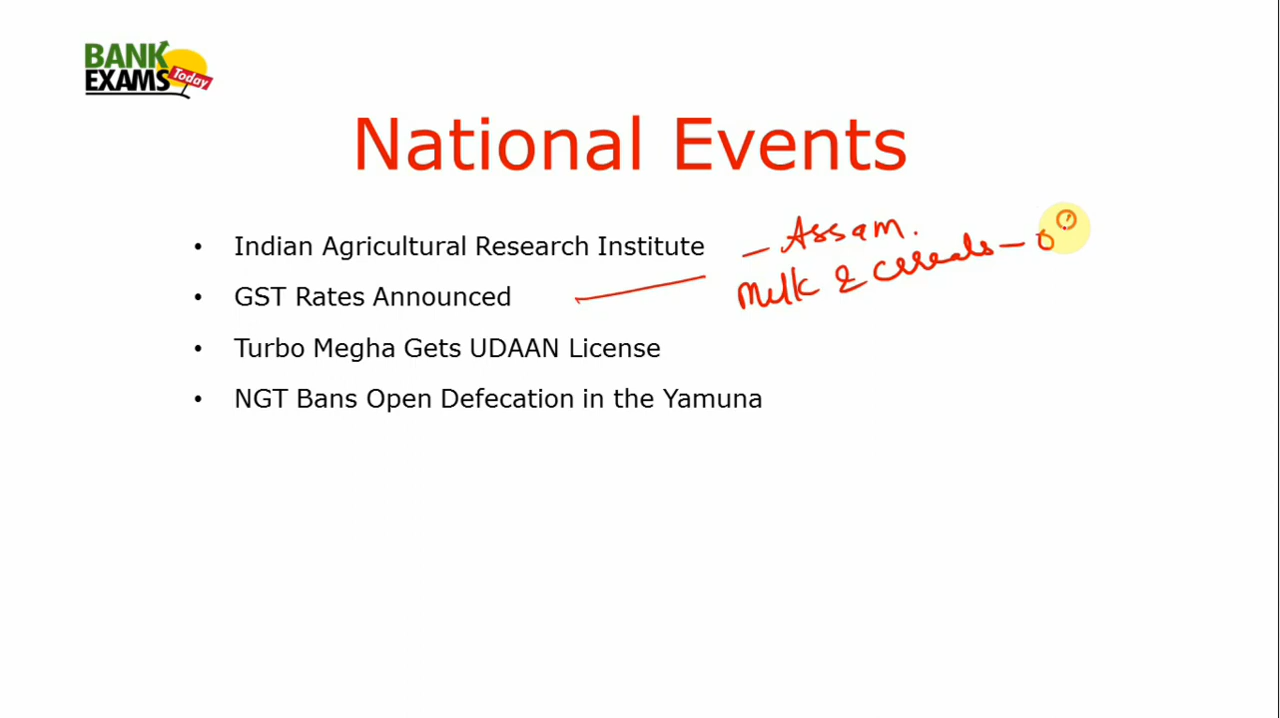 BANK
EXAMS Today
National Events
• Indian Agricultural Research Institute – Assam.
• GST Rates Announced — Milk & Cereals – 0
• Turbo Megha Gets UDAAN License
• NGT Bans Open Defecation in the Yamuna